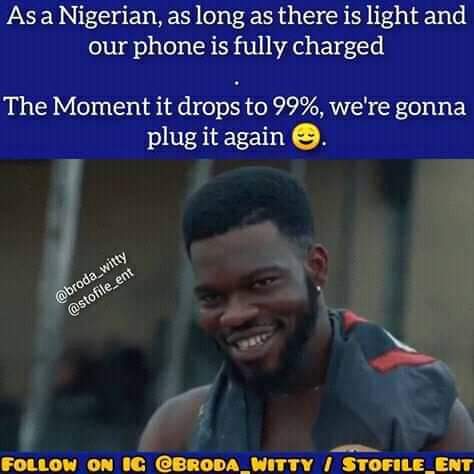 As a Nigerian, as long as there is light and
our phone is fully charged
.
The Moment it drops to 99%, we're gonna
plug it again 😌.
@broda_witty
@stofile_ent
FOLLOW ON IG @BRODA_WITTY / STOFILE_ENT